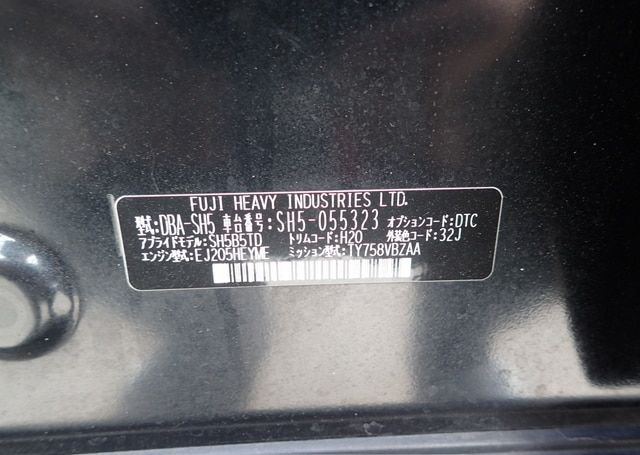 FUJI HEAVY INDUSTRIES LTD.
型式:DBA-SH5 車台番号:SH5-055323 オプションコード:DTC
アプライドモデル:SH5B5TD トリムコード:H20 外装色コード:32J
エンジン型式:EJ205HEYME ミッション型式:TY758VBZAA